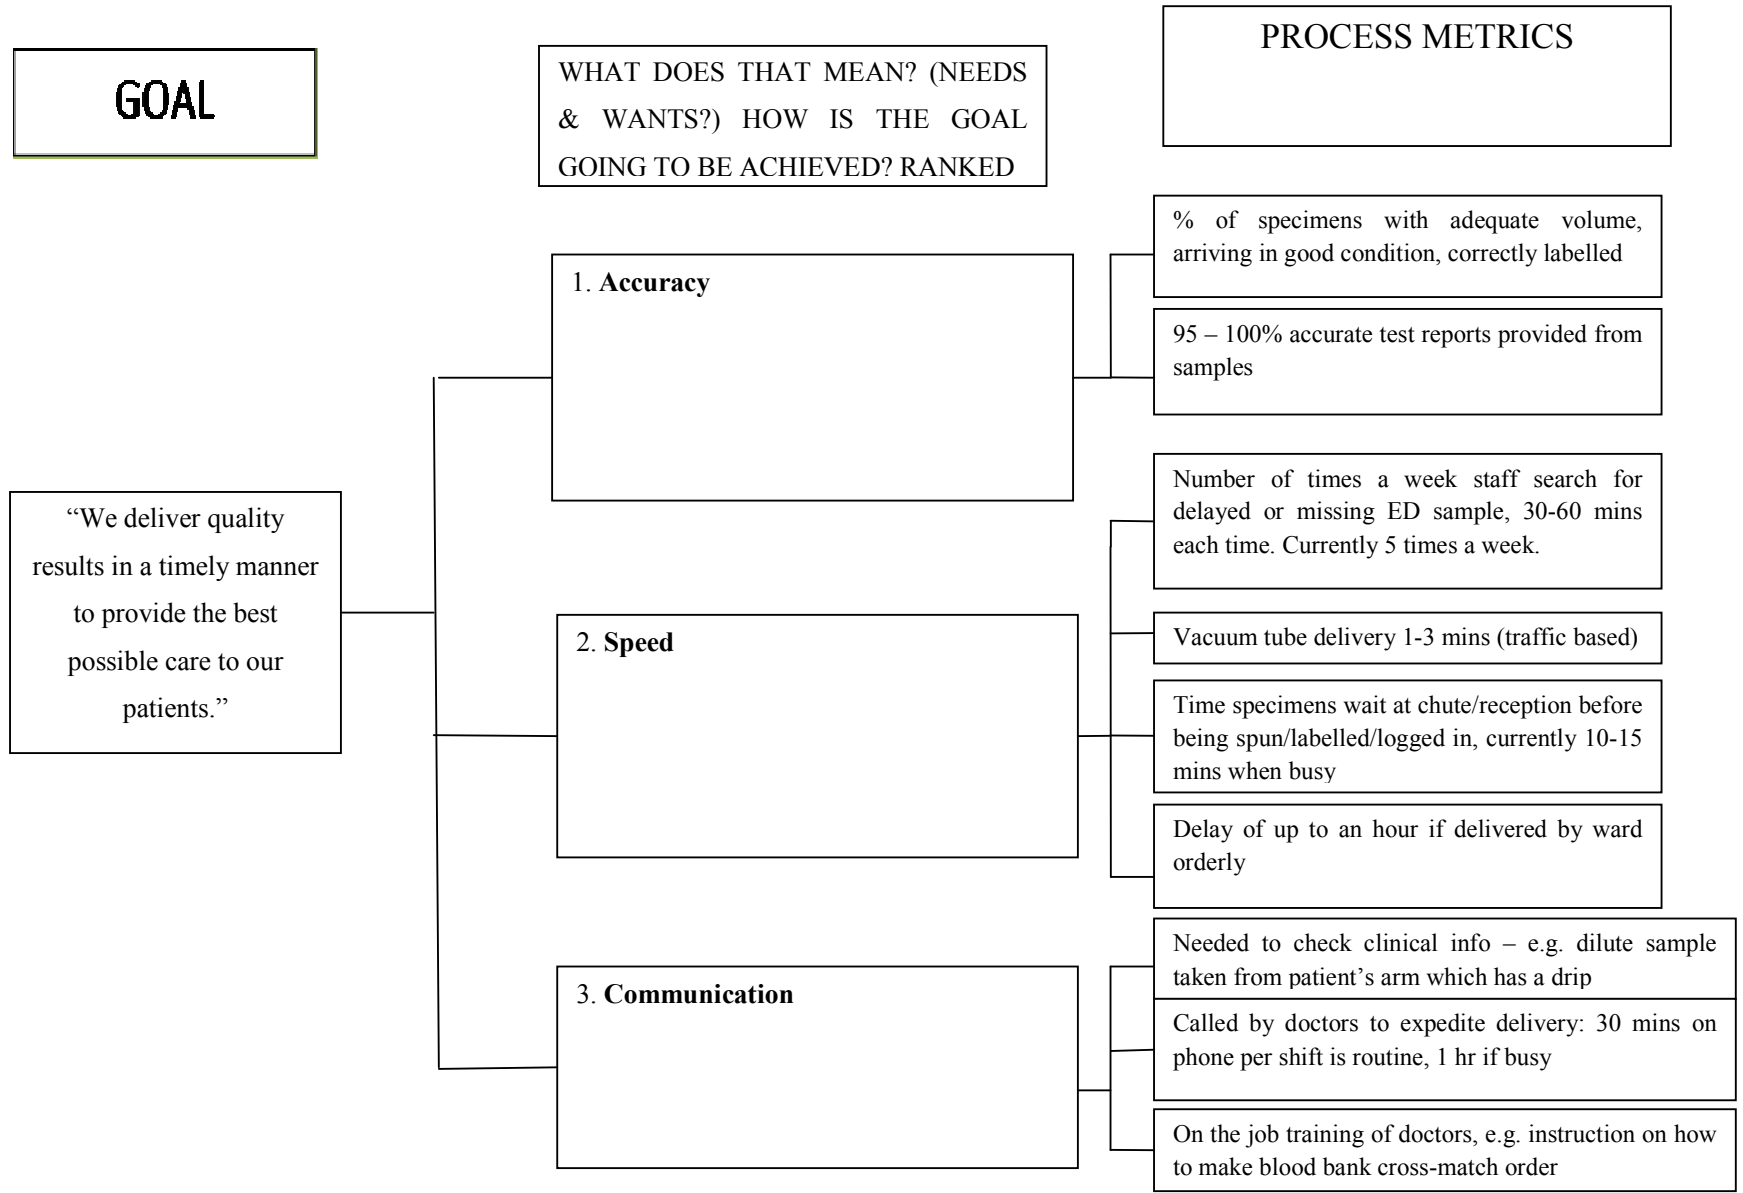 GOAL
WHAT DOES THAT MEAN? (NEEDS
& WANTS?) HOW IS THE GOAL
GOING TO BE ACHIEVED? RANKED
PROCESS METRICS
“We deliver quality
results in a timely manner
to provide the best
possible care to our
patients.”
1. Accuracy
% of specimens with adequate volume,
arriving in good condition, correctly labelled
95 – 100% accurate test reports provided from
samples
2. Speed
Number of times a week staff search for
delayed or missing ED sample, 30-60 mins
each time. Currently 5 times a week.
Vacuum tube delivery 1-3 mins (traffic based)
Time specimens wait at chute/reception before
being spun/labelled/logged in, currently 10-15
mins when busy
Delay of up to an hour if delivered by ward
orderly
3. Communication
Needed to check clinical info – e.g. dilute sample
taken from patient’s arm which has a drip
Called by doctors to expedite delivery: 30 mins on
phone per shift is routine, 1 hr if busy
On the job training of doctors, e.g. instruction on how
to make blood bank cross-match order